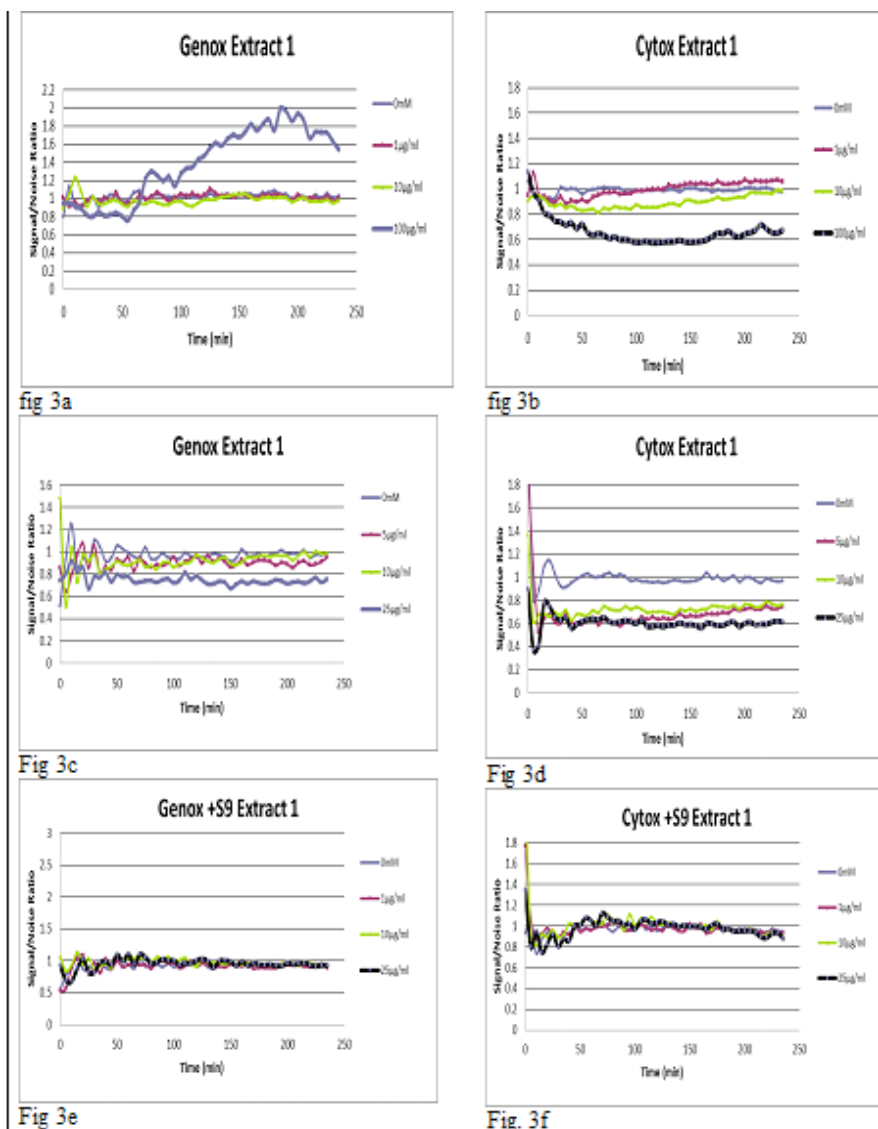 Genox Extract 1
Signal/Noise Ratio
2.2
2
1.8
1.6
1.4
1.2
1
0.8
0.6
0.4
0.2
0
0 50 100 150 200 250
Time (min)
0mM
1µg/ml
10µg/ml
100µg/ml
fig 3a
Cytox Extract 1
Signal/Noise Ratio
1.8
1.6
1.4
1.2
1
0.8
0.6
0.4
0.2
0
0 50 100 150 200 250
Time (min)
0mM
1µg/ml
10µg/ml
100µg/ml
fig 3b
Genox Extract 1
Signal/Noise Ratio
1.6
1.4
1.2
1
0.8
0.6
0.4
0.2
0
0 50 100 150 200 250
Time (min)
0mM
5µg/ml
10µg/ml
25µg/ml
Fig 3c
Cytox Extract 1
Signal/Noise Ratio
1.8
1.6
1.4
1.2
1
0.8
0.6
0.4
0.2
0
0 50 100 150 200 250
Time (min)
0mM
5µg/ml
10µg/ml
25µg/ml
Fig 3d
Genox +S9 Extract 1
Signal/Noise Ratio
3
2.5
2
1.5
1
0.5
0
0 50 100 150 200 250
Time (min)
0mM
1µg/ml
10µg/ml
25µg/ml
Fig 3e
Cytox +S9 Extract 1
Signal/Noise Ratio
1.8
1.6
1.4
1.2
1
0.8
0.6
0.4
0.2
0
0 50 100 150 200 250
Time (min)
0mM
1µg/ml
10µg/ml
25µg/ml
Fig. 3f